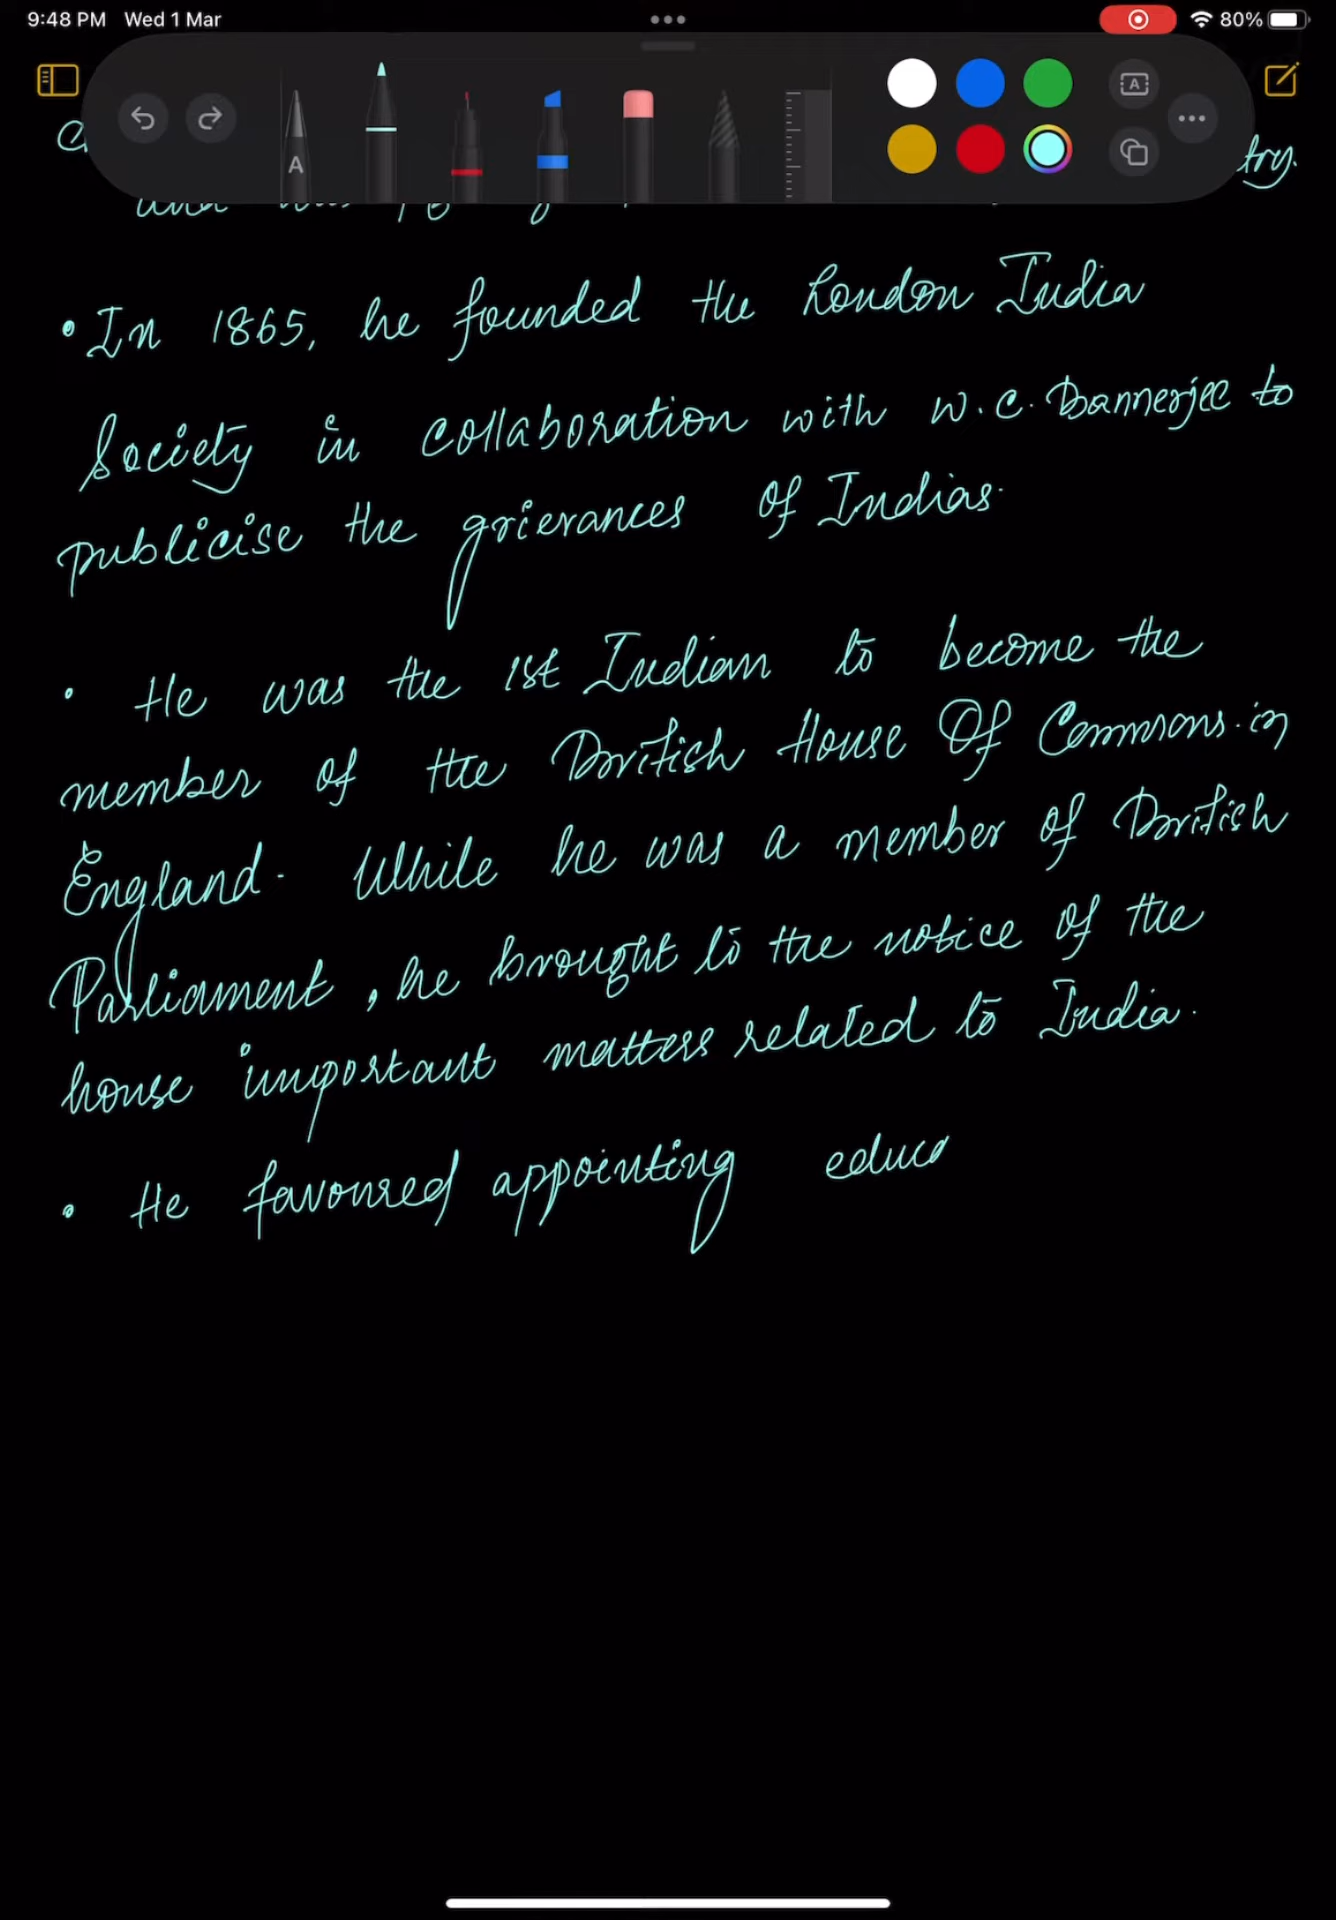 9:48 PM Wed 1 Mar
80%
A
A
try.
and
• In 1865, he founded the London India
Society in collaboration with W.C. Bannerjee to
publicise the grievances of Indias.
• He was the 1st Indian to become the
member of the British House Of Commons in
England. While he was a member of British
Parliament, he brought to the notice of the
house important matters related to India.
• He favoured appointing educa